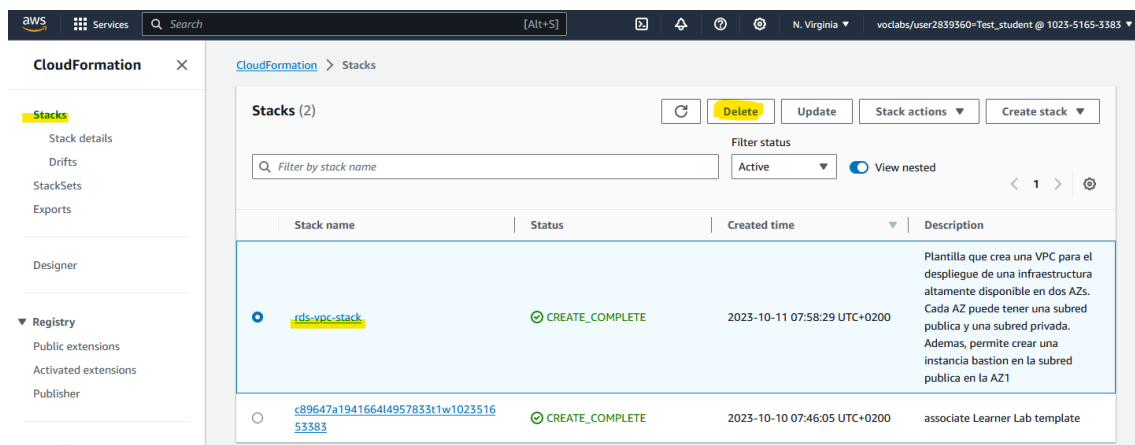 aws Services Search [Alt+S] N. Virginia ▼ voclabs/user2839360=Test_student @ 1023-5165-3383 ▼
CloudFormation ×
CloudFormation > Stacks
Stacks
Stack details
Drifts
StackSets
Exports
Designer
▼ Registry
Public extensions
Activated extensions
Publisher
Stacks (2)
Delete Update Stack actions ▼ Create stack ▼
Filter status
Filter by stack name Active ▼ View nested
< 1 >
Stack name Status Created time ▼ Description
rds-vpc-stack CREATE_COMPLETE 2023-10-11 07:58:29 UTC+0200
Plantilla que crea una VPC para el
despliegue de una infraestructura
altamente disponible en dos AZs.
Cada AZ puede tener una subred
publica y una subred privada.
Ademas, permite crear una
instancia bastion en la subred
publica en la AZ1
c89647a1941664l4957833t1w1023516
53383
CREATE_COMPLETE 2023-10-10 07:46:05 UTC+0200 associate Learner Lab template